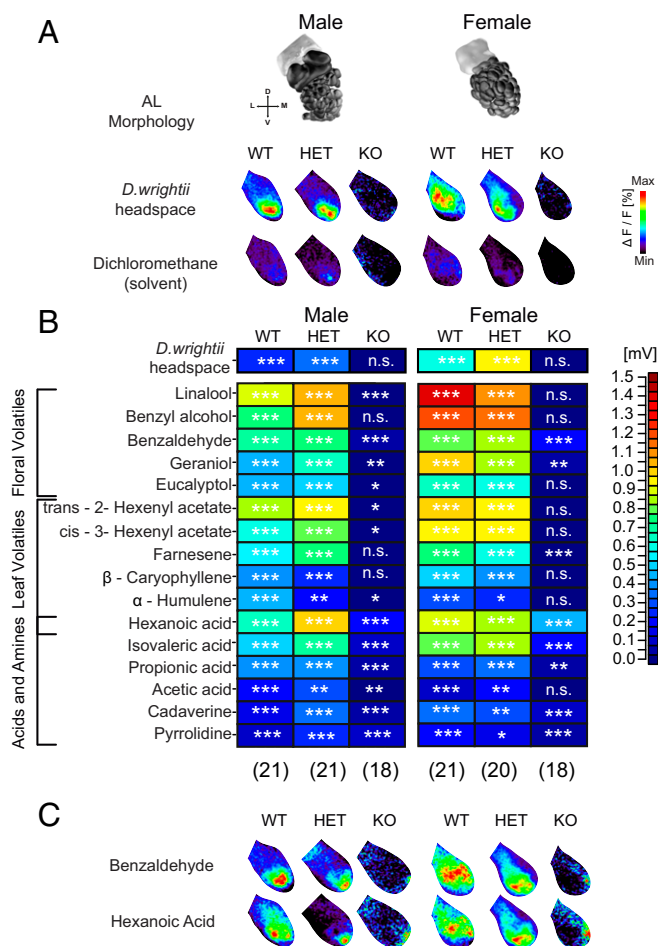 A
Male Female
AL
Morphology
D
L M
V
WT HET KO WT HET KO
D.wrightii
headspace
Dichloromethane
(solvent)
Max
Δ F / F [%]
Min
B
Male Female
WT HET KO WT HET KO
[mV]
D.wrightii
headspace
*** *** n.s. *** *** n.s.
Floral Volatiles
Linalool *** *** *** *** *** n.s.
Benzyl alcohol *** *** n.s. *** *** n.s.
Benzaldehyde *** *** *** *** *** ***
Geraniol *** *** ** *** *** **
Eucalyptol *** *** * *** *** n.s.
Leaf Volatiles
trans - 2- Hexenyl acetate *** *** * *** *** n.s.
cis - 3- Hexenyl acetate *** *** * *** *** n.s.
Farnesene *** *** n.s. *** *** ***
β - Caryophyllene *** *** n.s. *** *** n.s.
α - Humulene *** ** * *** * n.s.
Acids and Amines
Hexanoic acid *** *** *** *** *** ***
Isovaleric acid *** *** *** *** *** ***
Propionic acid *** *** *** *** *** **
Acetic acid *** ** ** *** ** n.s.
Cadaverine *** *** *** *** ** ***
Pyrrolidine *** *** *** *** * ***
(21) (21) (18) (21) (20) (18)
1.5
1.4
1.3
1.2
1.1
1.0
0.9
0.8
0.7
0.6
0.5
0.4
0.3
0.2
0.1
0.0
C
WT HET KO WT HET KO
Benzaldehyde
Hexanoic Acid